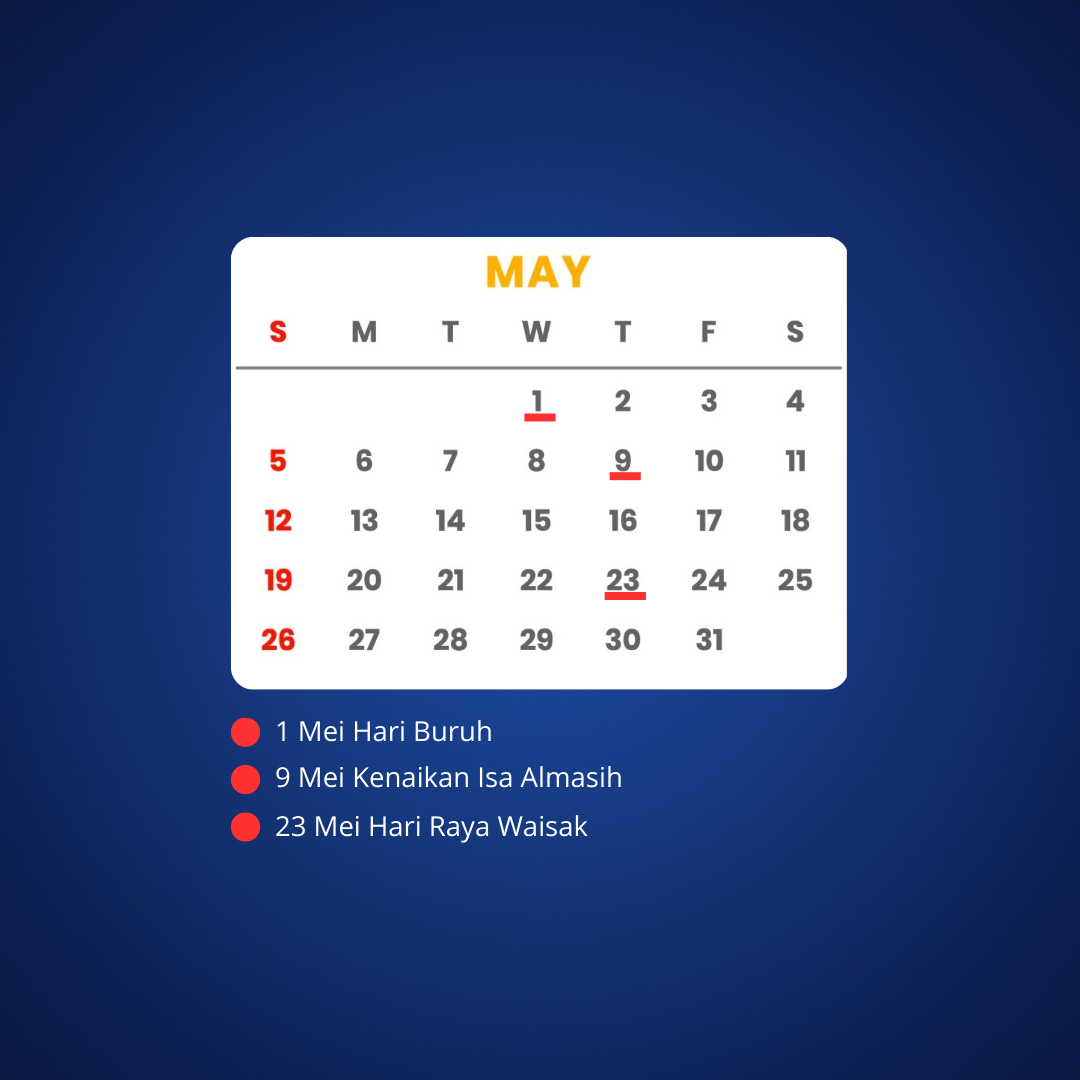 MAY
S M T W T F S
1 2 3 4
5 6 7 8 9 10 11
12 13 14 15 16 17 18
19 20 21 22 23 24 25
26 27 28 29 30 31
1 Mei Hari Buruh
9 Mei Kenaikan Isa Almasih
23 Mei Hari Raya Waisak